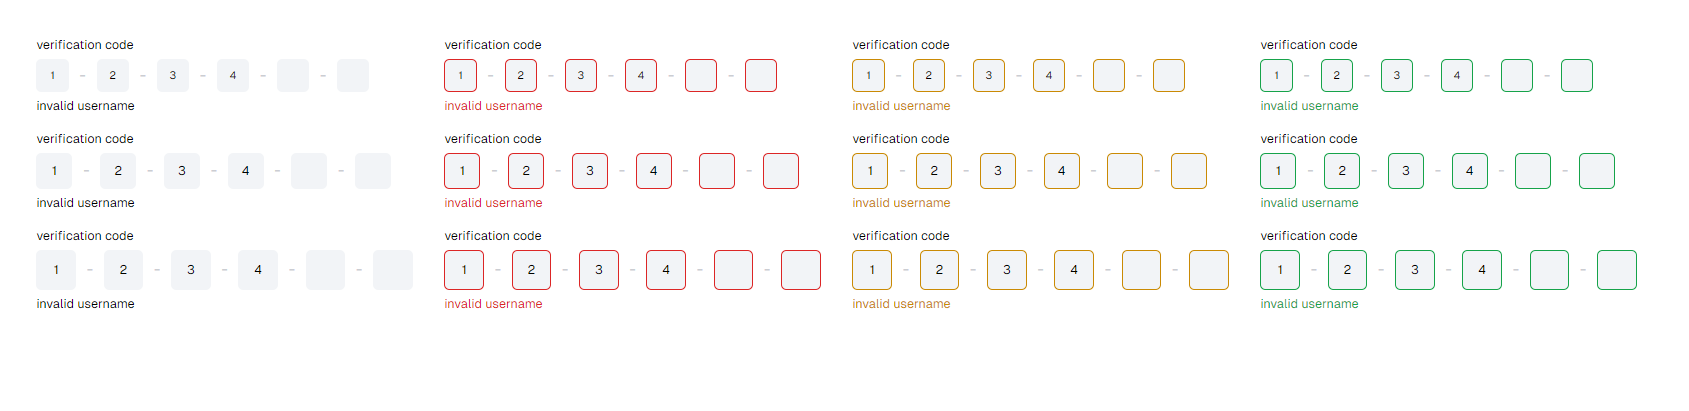 verification code verification code verification code verification code
1 - 2 - 3 - 4 - - 1 - 2 - 3 - 4 - - 1 - 2 - 3 - 4 - - 1 - 2 - 3 - 4 - -
invalid username invalid username invalid username invalid username
verification code verification code verification code verification code
1 - 2 - 3 - 4 - - 1 - 2 - 3 - 4 - - 1 - 2 - 3 - 4 - - 1 - 2 - 3 - 4 - -
invalid username invalid username invalid username invalid username
verification code verification code verification code verification code
1 - 2 - 3 - 4 - - 1 - 2 - 3 - 4 - - 1 - 2 - 3 - 4 - - 1 - 2 - 3 - 4 - -
invalid username invalid username invalid username invalid username